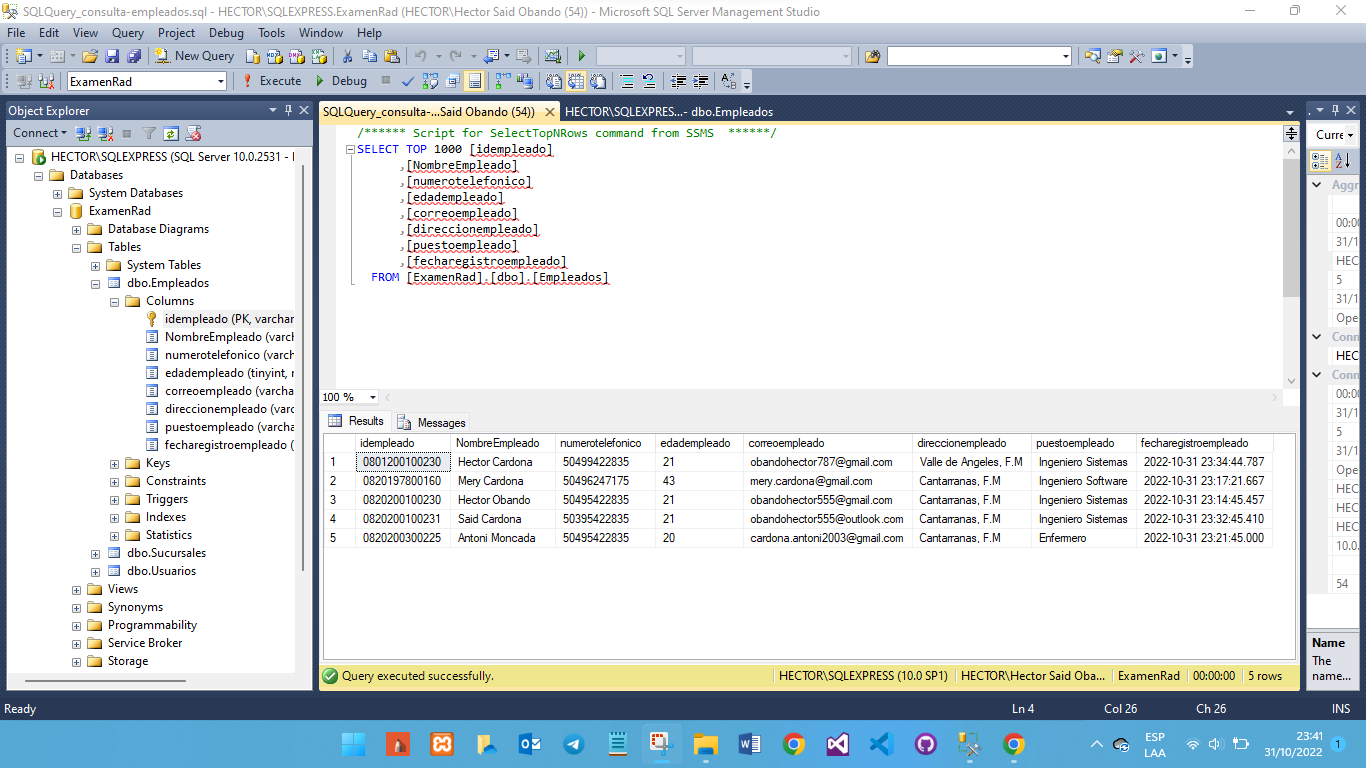 SQLQuery_consulta-empleados.sql - HECTOR\SQLEXPRESS.ExamenRad (HECTOR\Hector Said Obando (54)) - Microsoft SQL Server Management Studio
File Edit View Query Project Debug Tools Window Help
New Query
ExamenRad Execute Debug
Object Explorer
Connect
HECTOR\SQLEXPRESS (SQL Server 10.0.2531 - 
Databases
System Databases
ExamenRad
Database Diagrams
Tables
System Tables
dbo.Empleados
Columns
idempleado (PK, varchar
NombreEmpleado (varch
numerotelefonico (varch
edadempleado (tinyint, r
correoempleado (varcha
direccionempleado (varc
puestoempleado (varcha
fecharegistroempleado (
Keys
Constraints
Triggers
Indexes
Statistics
dbo.Sucursales
dbo.Usuarios
Views
Synonyms
Programmability
Service Broker
Storage
SQLQuery_consulta-...Said Obando (54)) HECTOR\SQLEXPRES...- dbo.Empleados
/****** Script for SelectTopNRows command from SSMS  ******/
SELECT TOP 1000 [idempleado]
,[NombreEmpleado]
,[numerotelefonico]
,[edadempleado]
,[correoempleado]
,[direccionempleado]
,[puestoempleado]
,[fecharegistroempleado]
FROM [ExamenRad].[dbo].[Empleados]
100 %
Results Messages
idempleado NombreEmpleado numerotelefonico edadempleado correoempleado direccionempleado puestoempleado fecharegistroempleado
1 0801200100230 Hector Cardona 50499422835 21 obandohector787@gmail.com Valle de Angeles, F.M Ingeniero Sistemas 2022-10-31 23:34:44.787
2 0820197800160 Mery Cardona 50496247175 43 mery.cardona@gmail.com Cantarranas, F.M Ingeniero Software 2022-10-31 23:17:21.667
3 0820200100230 Hector Obando 50495422835 21 obandohector555@gmail.com Cantarranas, F.M Ingeniero Sistemas 2022-10-31 23:14:45.457
4 0820200100231 Said Cardona 50395422835 21 obandohector555@outlook.com Cantarranas, F.M Ingeniero Sistemas 2022-10-31 23:32:45.410
5 0820200300225 Antoni Moncada 50495422835 20 cardona.antoni2003@gmail.com Cantarranas, F.M Enfermero 2022-10-31 23:21:45.000
Query executed successfully. HECTOR\SQLEXPRESS (10.0 SP1) HECTOR\Hector Said Oba... ExamenRad 00:00:00 5 rows
Curre
Aggr
00:00
31/1
HEC
5
31/1
Ope
Conn
HEC
Conn
00:00
31/1
5
31/1
Ope
HEC
HEC
HEC
10.0.
54
Name
The
name...
Ready Ln 4 Col 26 Ch 26 INS
ESP
LAA
23:41
31/10/2022
1